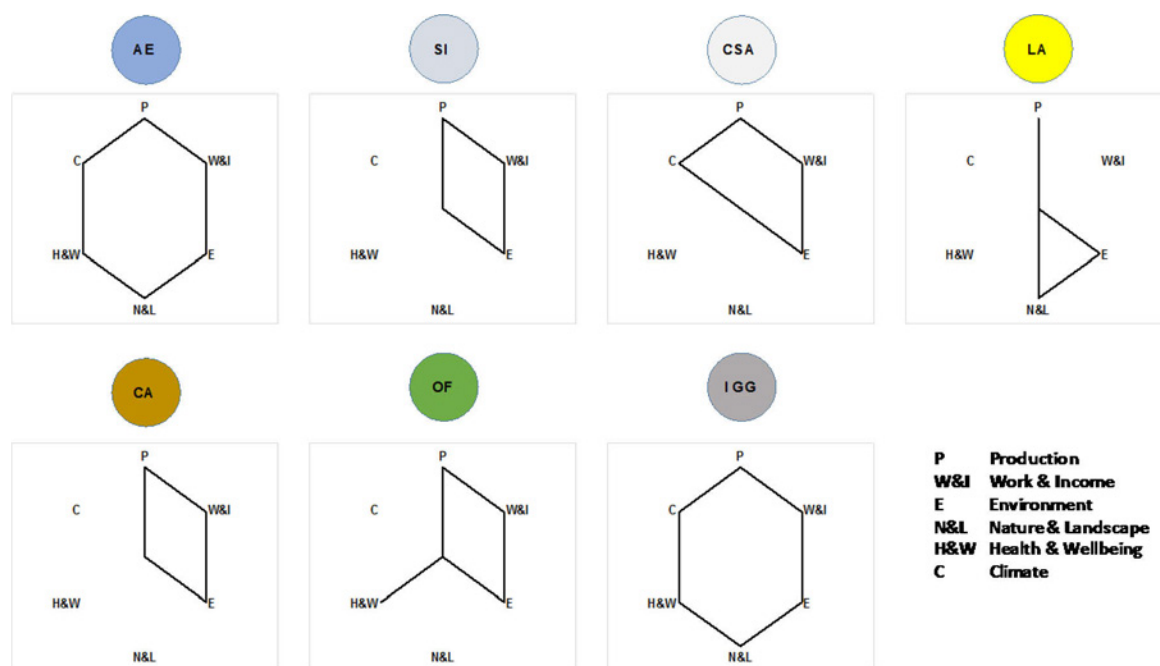 AE
SI
CSA
LA
P
C
W&I
H&W
E
N&L
P
C
W&I
H&W
E
N&L
P
C
W&I
H&W
E
N&L
P
C
W&I
H&W
E
N&L
CA
OF
IGG
P
C
W&I
H&W
E
N&L
P
C
W&I
H&W
E
N&L
P
C
W&I
H&W
E
N&L
P Production
W&I Work & Income
E Environment
N&L Nature & Landscape
H&W Health & Wellbeing
C Climate